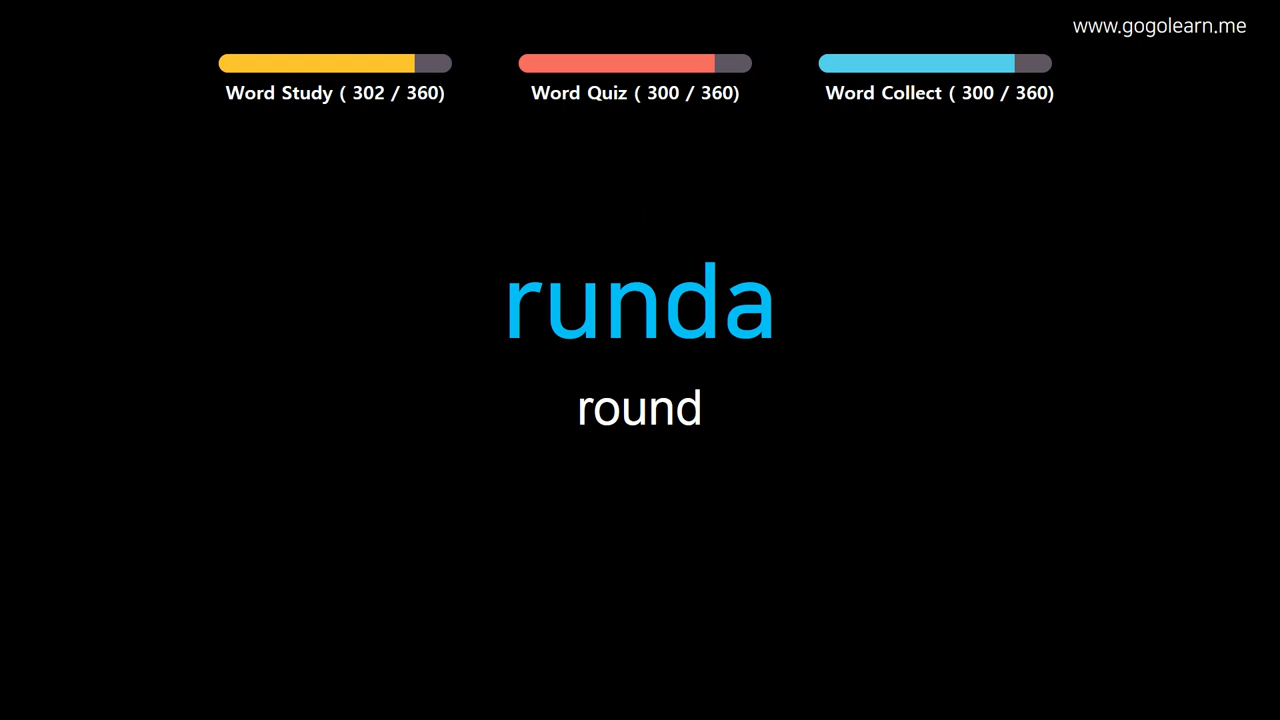 www.gogolearn.me
Word Study ( 302 / 360)
Word Quiz ( 300 / 360)
Word Collect ( 300 / 360)
runda
round